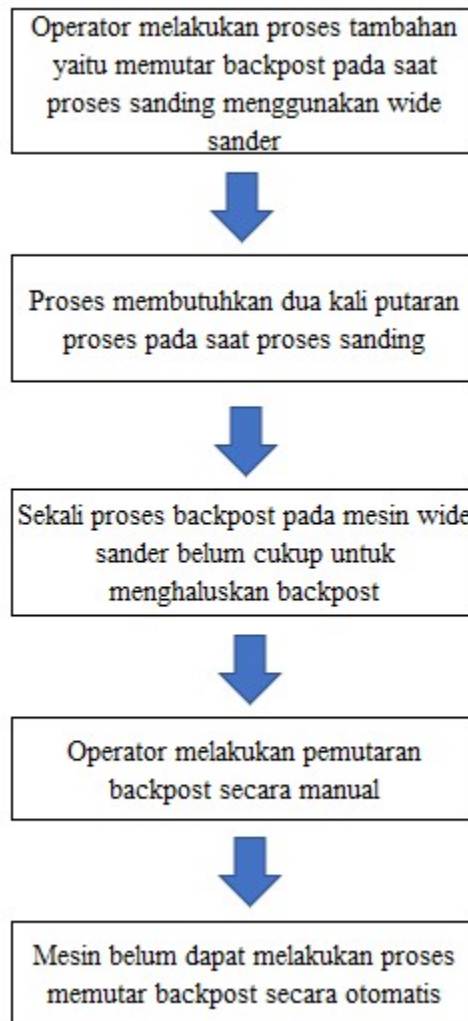 Operator melakukan proses tambahan
yaitu memutar backpost pada saat
proses sanding menggunakan wide
sander
Proses membutuhkan dua kali putaran
proses pada saat proses sanding
Sekali proses backpost pada mesin wide
sander belum cukup untuk
menghaluskan backpost
Operator melakukan pemutaran
backpost secara manual
Mesin belum dapat melakukan proses
memutar backpost secara otomatis